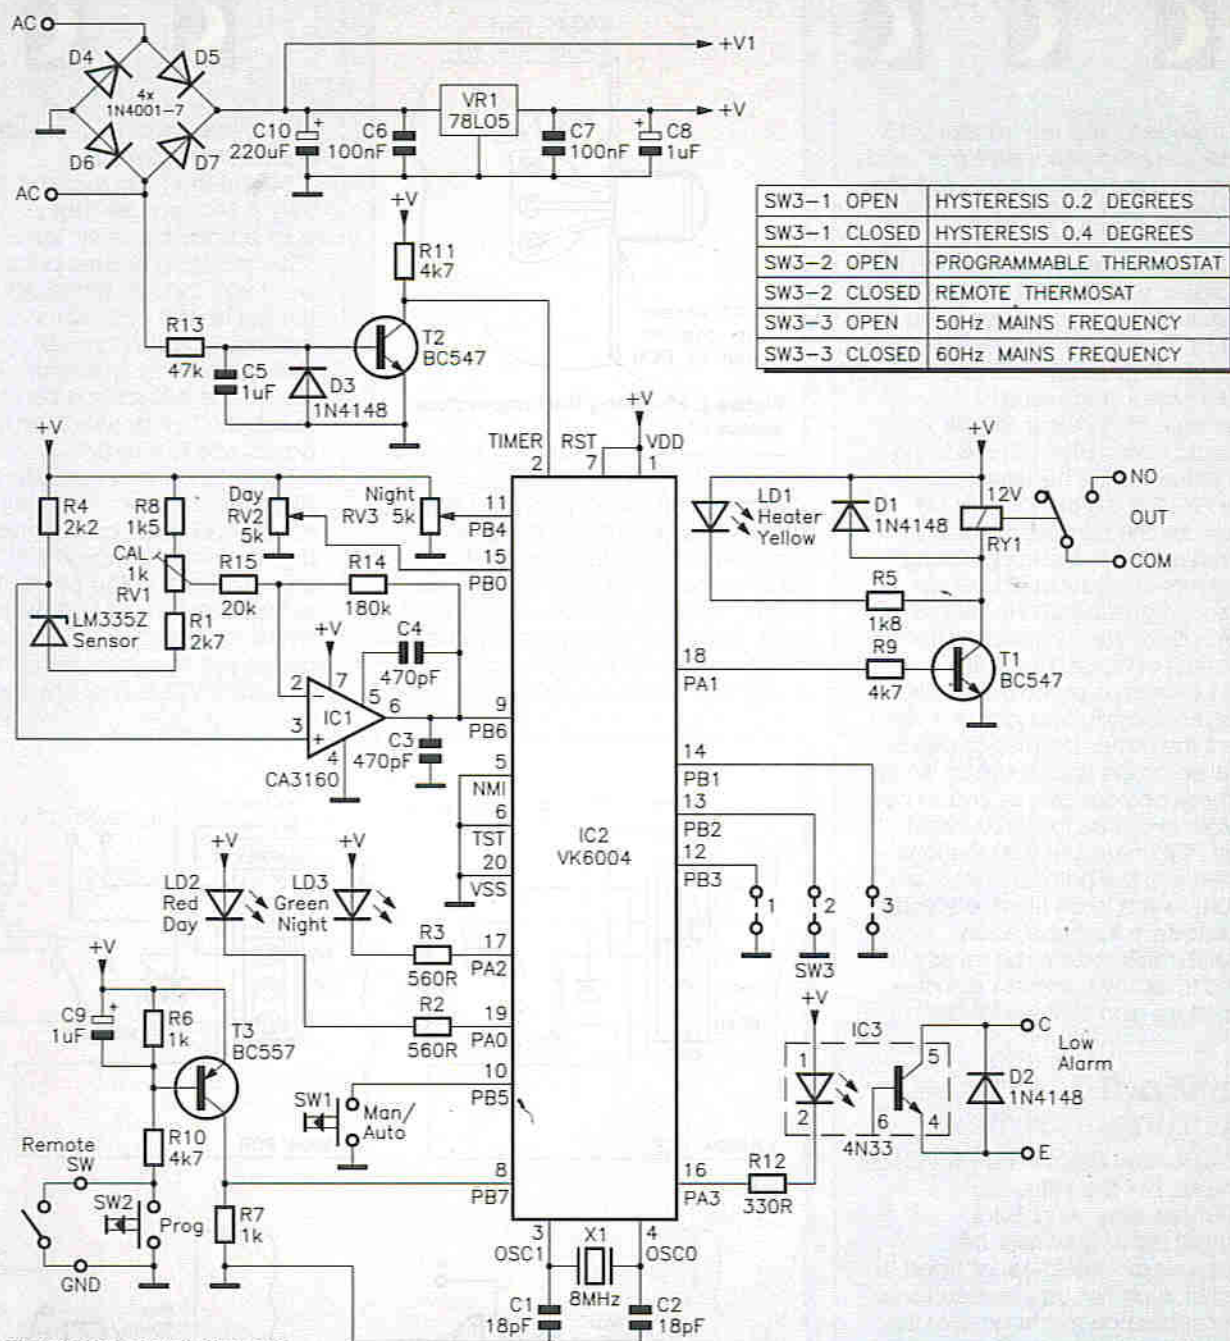 AC
D4
D5
4x
1N4001-7
D6
D7
AC
+V1
+V
VR1
78L05
C10
220uF
+
C6
100nF
C7
100nF
+
C8
1uF
+V
R11
4k7
R13
47k
C5
1uF
D3
1N4148
T2
BC547
SW3-1 OPEN HYSTERESIS 0.2 DEGREES
SW3-1 CLOSED HYSTERESIS 0.4 DEGREES
SW3-2 OPEN PROGRAMMABLE THERMOSTAT
SW3-2 CLOSED REMOTE THERMOSAT
SW3-3 OPEN 50Hz MAINS FREQUENCY
SW3-3 CLOSED 60Hz MAINS FREQUENCY
+V
TIMER RST VDD
2 7 1
+V
R4
2k2
R8
1k5
CAL
1k
RV1
Day
RV2
5k
Night
RV3 5k
11
PB4
15
PB0
R15
20k
R14
180k
LM335Z
Sensor
R1
2k7
+V
C4
470pF
2
-
7
5
IC1
6
3
+
4
CA3160
C3
470pF
9
PB6
5
NMI
6
TST
20
VSS
IC2
VK6004
+V
LD1
Heater
Yellow
D1
1N4148
12V
RY1
NO
OUT
COM
R5
1k8
18
PA1
R9
4k7
T1
BC547
14
PB1
13
PB2
12
PB3
1
2
3
SW3
+V
LD2
Red
Day
+V
LD3
Green
Night
R3
560R
17
PA2
R2
560R
19
PA0
+V
C9
1uF
+
R6
1k
T3
BC557
10
PB5
SW1
Man/
Auto
R10
4k7
Remote
SW
SW2
Prog
R7
1k
GND
8
PB7
+V
IC3
1
2
5
6
4
4N33
C
Low
Alarm
D2
1N4148
E
16
PA3
R12
330R
3
OSC1
X1
8MHz
4
OSC0
C1
18pF
C2
18pF